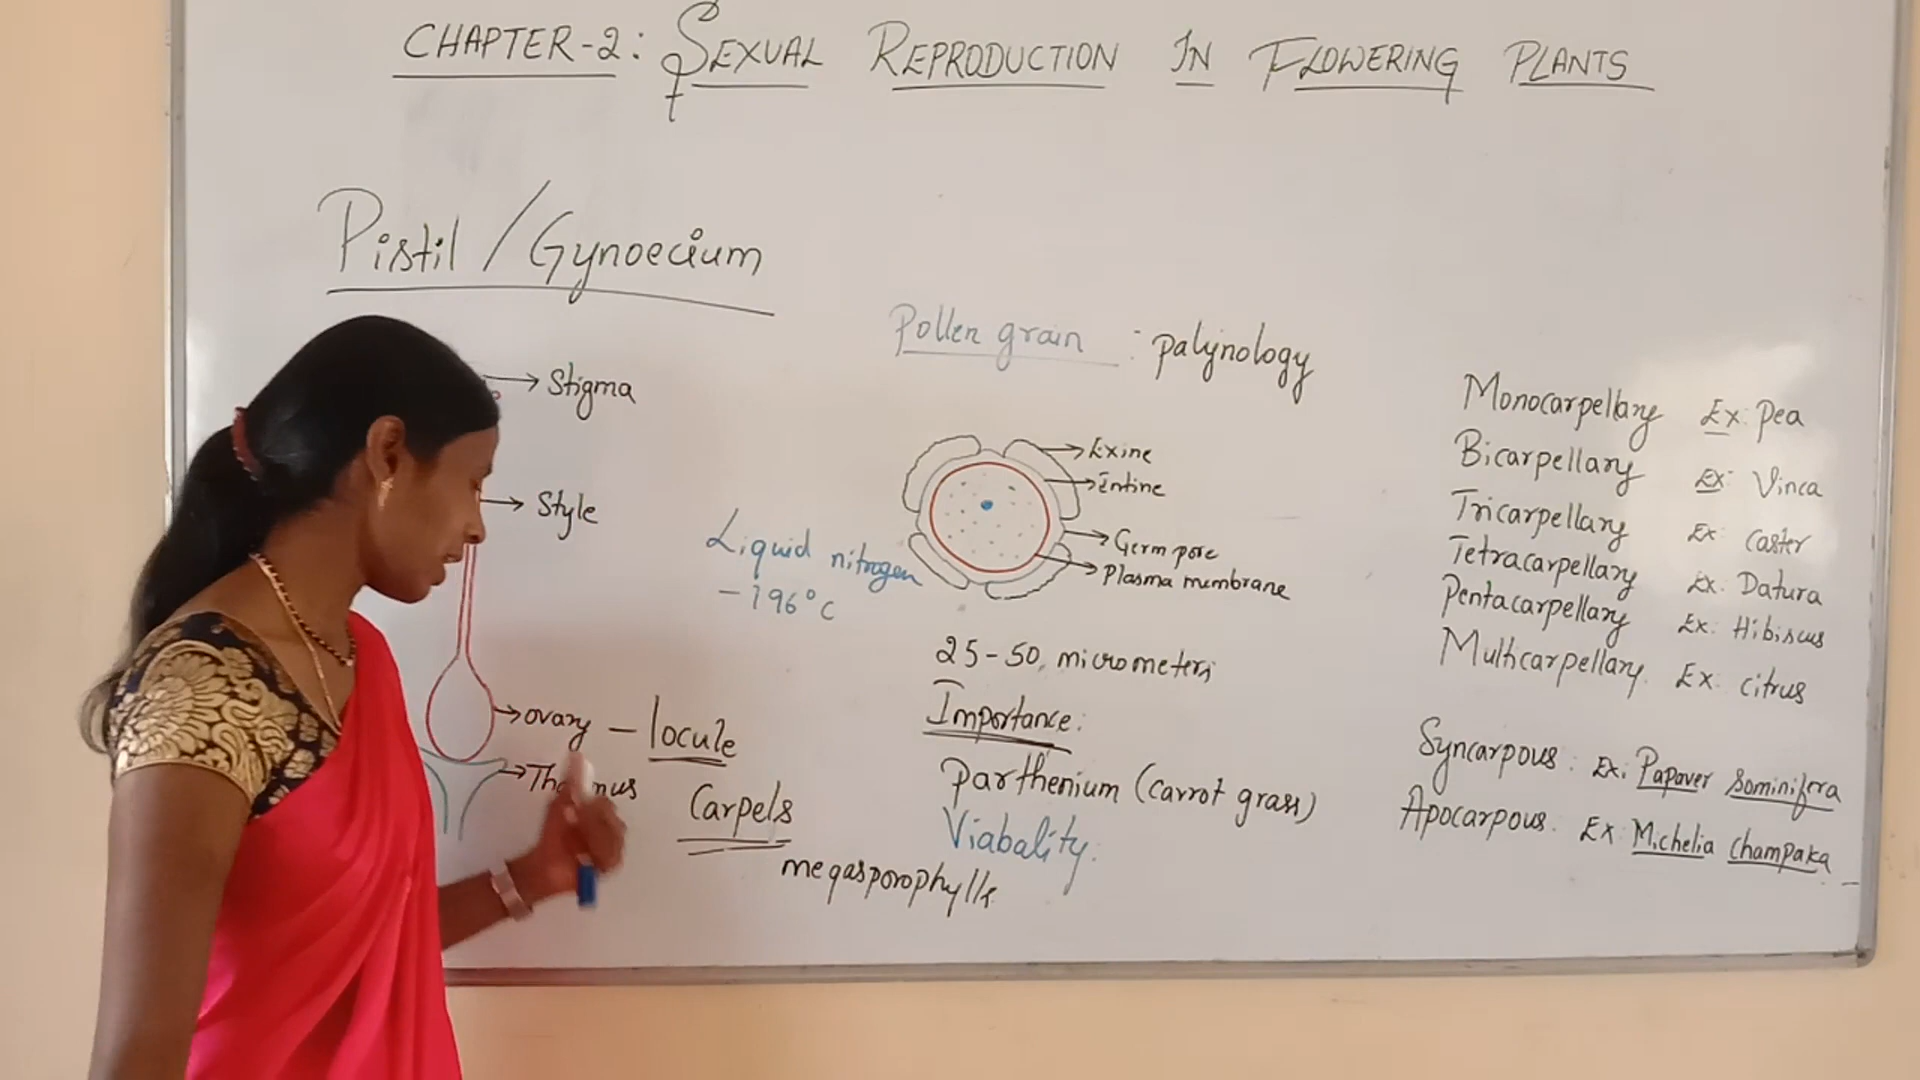 CHAPTER-2: SEXUAL REPRODUCTION IN FLOWERING PLANTS
Pistil / Gynoecium
Stigma
Style
ovary - locule
Carpels
megasporophylls
Liquid nitrogen
-196°C
Pollen grain : palynology
Exine
Intine
Germ pore
Plasma membrane
25-50 micrometers
Importance:
Parthenium (carrot grass)
Viabality.
Monocarpellary Ex: Pea
Bicarpellary Ex: Vinca
Tricarpellary Ex: Caster
Tetracarpellary Ex: Datura
Pentacarpellary Ex: Hibiscus
Multicarpellary. Ex: citrus
Syncarpous : Ex: Papaver Sominifera
Apocarpous. Ex: Michelia Champaka